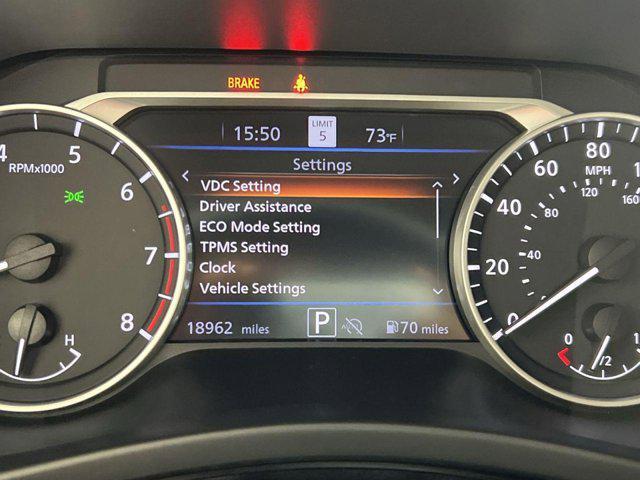 BRAKE
15:50 LIMIT 5 73°F
Settings
VDC Setting
Driver Assistance
ECO Mode Setting
TPMS Setting
Clock
Vehicle Settings
18962 miles P 70 miles
4 5 6 7 8
RPMx1000
H
0 20 40 60 80
MPH
40 80 120 160
0 1/2 1